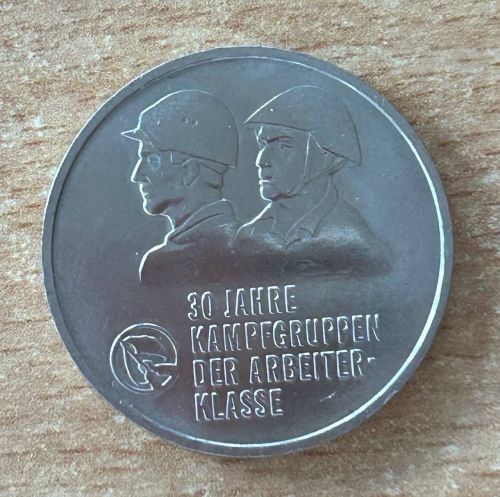 30 JAHRE
KAMPFGRUPPEN
DER ARBEITER-
KLASSE